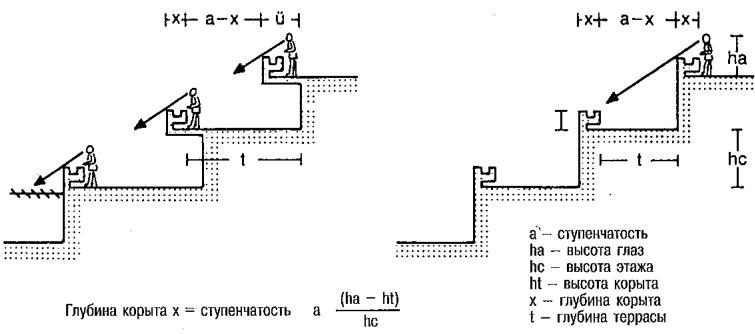 x a-x ü
x a-x x
ha
t
t
hc
a – ступенчатость
ha – высота глаз
hc – высота этажа
ht – высота корыта
x – глубина корыта
t – глубина террасы
Глубина корыта x = ступенчатость a (ha – ht)
hc